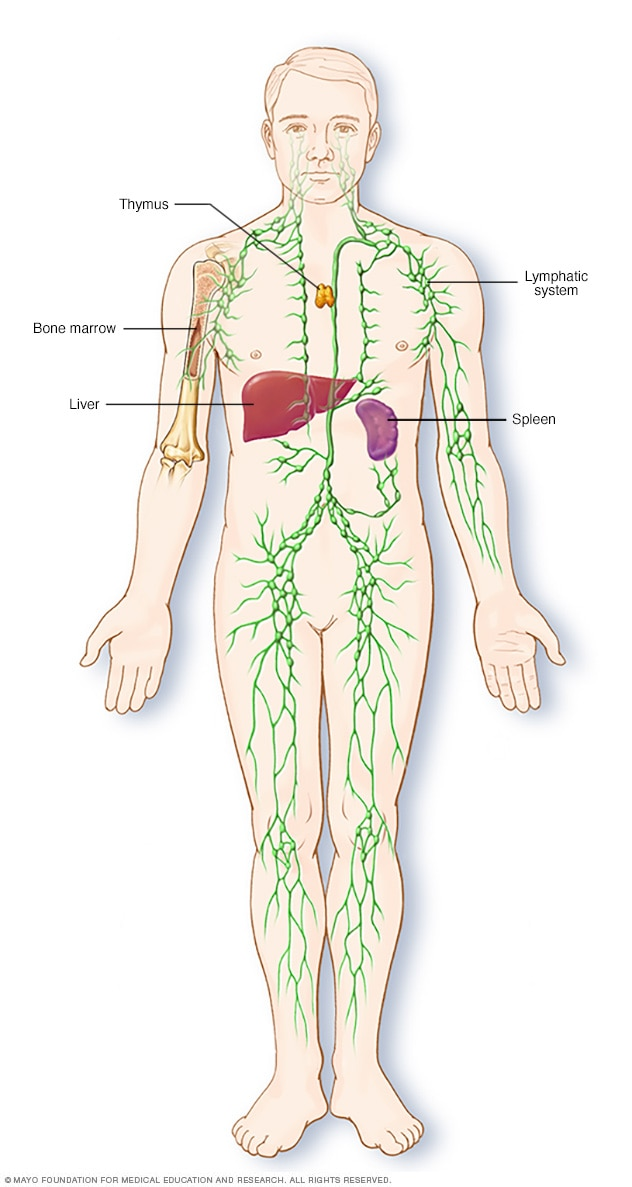 Thymus
Lymphatic
system
Bone marrow
Liver
Spleen
© MAYO FOUNDATION FOR MEDICAL EDUCATION AND RESEARCH. ALL RIGHTS RESERVED.